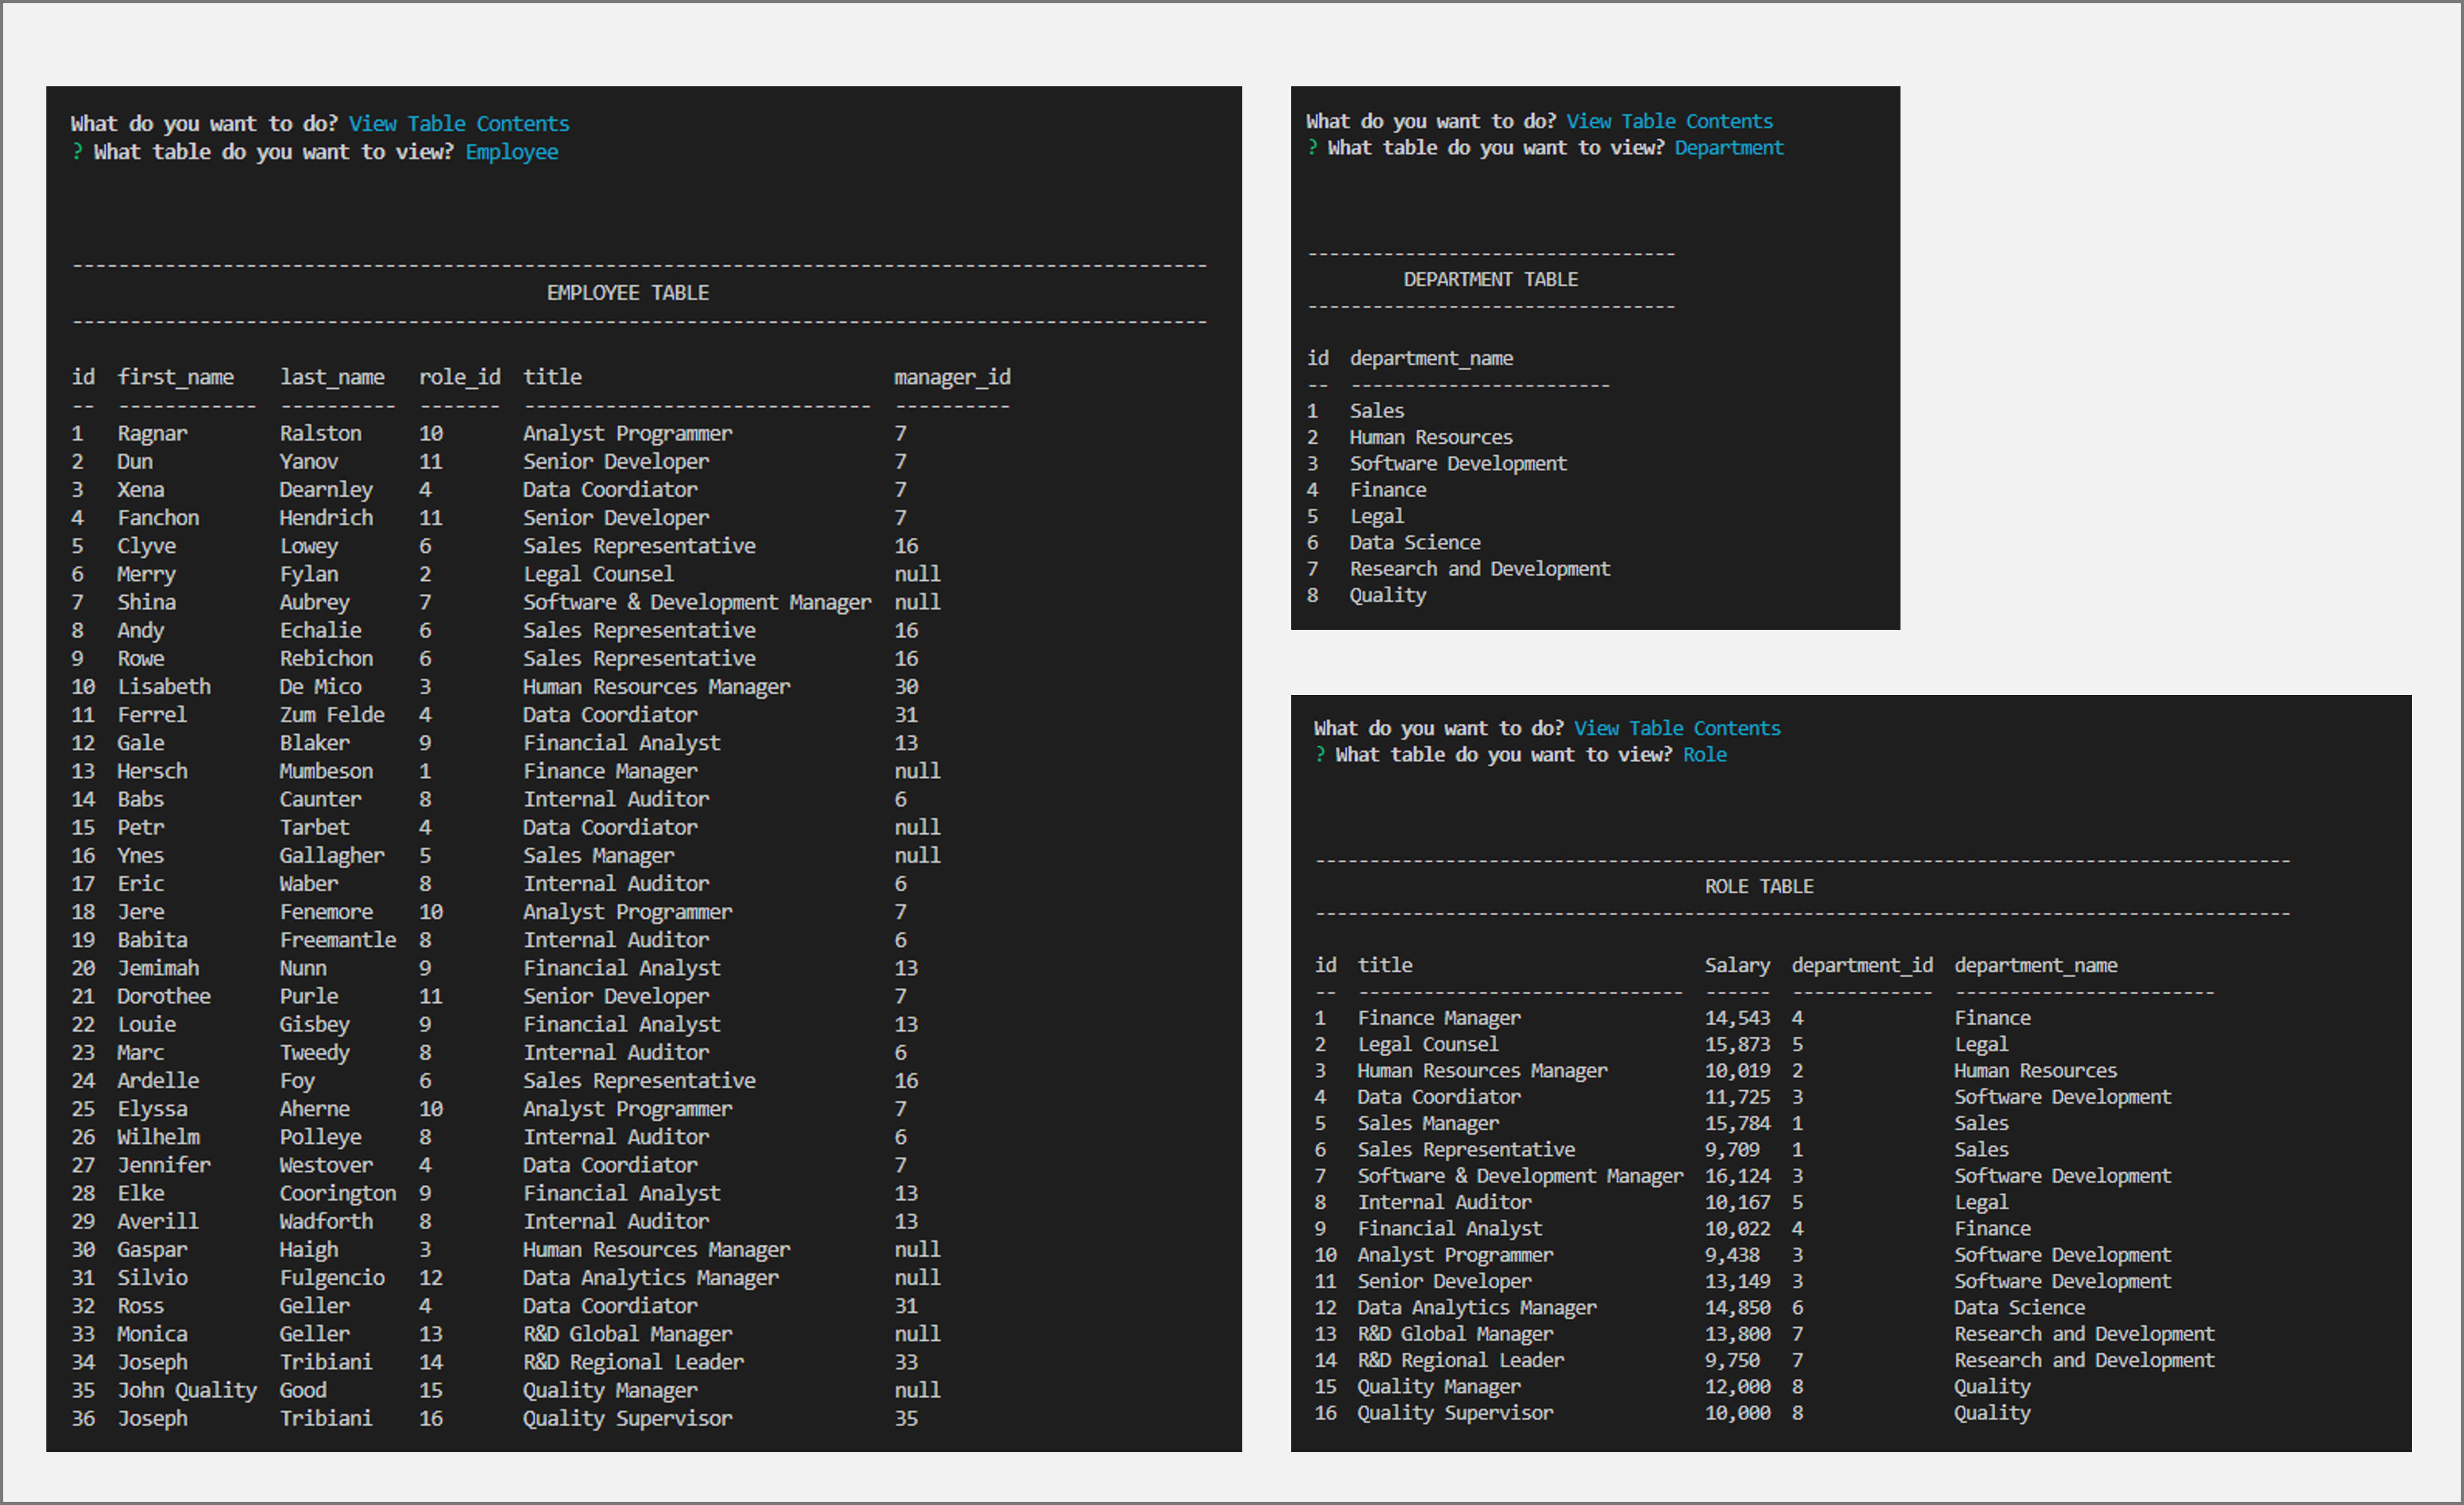 What do you want to do? View Table Contents
? What table do you want to view? Employee
--------------------------------------------------------------------------------------------------
EMPLOYEE TABLE
--------------------------------------------------------------------------------------------------
id  first_name    last_name   role_id  title                           manager_id
--  ------------  ----------  -------  ------------------------------  ----------
1   Ragnar        Ralston     10       Analyst Programmer              7
2   Dun           Yanov       11       Senior Developer                7
3   Xena          Dearnley    4        Data Coordiator                 7
4   Fanchon       Hendrich    11       Senior Developer                7
5   Clyve         Lowey       6        Sales Representative            16
6   Merry         Fylan       2        Legal Counsel                   null
7   Shina         Aubrey      7        Software & Development Manager  null
8   Andy          Echalie     6        Sales Representative            16
9   Rowe          Rebichon    6        Sales Representative            16
10  Lisabeth      De Mico     3        Human Resources Manager         30
11  Ferrel        Zum Felde   4        Data Coordiator                 31
12  Gale          Blaker      9        Financial Analyst               13
13  Hersch        Mumbeson    1        Finance Manager                 null
14  Babs          Caunter     8        Internal Auditor                6
15  Petr          Tarbet      4        Data Coordiator                 null
16  Ynes          Gallagher   5        Sales Manager                   null
17  Eric          Waber       8        Internal Auditor                6
18  Jere          Fenemore    10       Analyst Programmer              7
19  Babita        Freemantle  8        Internal Auditor                6
20  Jemimah       Nunn        9        Financial Analyst               13
21  Dorothee      Purle       11       Senior Developer                7
22  Louie         Gisbey      9        Financial Analyst               13
23  Marc          Tweedy      8        Internal Auditor                6
24  Ardelle       Foy         6        Sales Representative            16
25  Elyssa        Aherne      10       Analyst Programmer              7
26  Wilhelm       Polleye     8        Internal Auditor                6
27  Jennifer      Westover    4        Data Coordiator                 7
28  Elke          Coorington  9        Financial Analyst               13
29  Averill       Wadforth    8        Internal Auditor                13
30  Gaspar        Haigh       3        Human Resources Manager         null
31  Silvio        Fulgencio   12       Data Analytics Manager          null
32  Ross          Geller      4        Data Coordiator                 31
33  Monica        Geller      13       R&D Global Manager              null
34  Joseph        Tribiani    14       R&D Regional Leader             33
35  John Quality  Good        15       Quality Manager                 null
36  Joseph        Tribiani    16       Quality Supervisor              35
What do you want to do? View Table Contents
? What table do you want to view? Department
----------------------------------
DEPARTMENT TABLE
----------------------------------
id  department_name
--  ------------------------
1   Sales
2   Human Resources
3   Software Development
4   Finance
5   Legal
6   Data Science
7   Research and Development
8   Quality
What do you want to do? View Table Contents
? What table do you want to view? Role
------------------------------------------------------------------------------------------
ROLE TABLE
------------------------------------------------------------------------------------------
id  title                           Salary  department_id  department_name
--  ------------------------------  ------  -------------  ------------------------
1   Finance Manager                 14,543  4              Finance
2   Legal Counsel                   15,873  5              Legal
3   Human Resources Manager         10,019  2              Human Resources
4   Data Coordiator                 11,725  3              Software Development
5   Sales Manager                   15,784  1              Sales
6   Sales Representative            9,709   1              Sales
7   Software & Development Manager  16,124  3              Software Development
8   Internal Auditor                10,167  5              Legal
9   Financial Analyst               10,022  4              Finance
10  Analyst Programmer              9,438   3              Software Development
11  Senior Developer                13,149  3              Software Development
12  Data Analytics Manager          14,850  6              Data Science
13  R&D Global Manager              13,800  7              Research and Development
14  R&D Regional Leader             9,750   7              Research and Development
15  Quality Manager                 12,000  8              Quality
16  Quality Supervisor              10,000  8              Quality